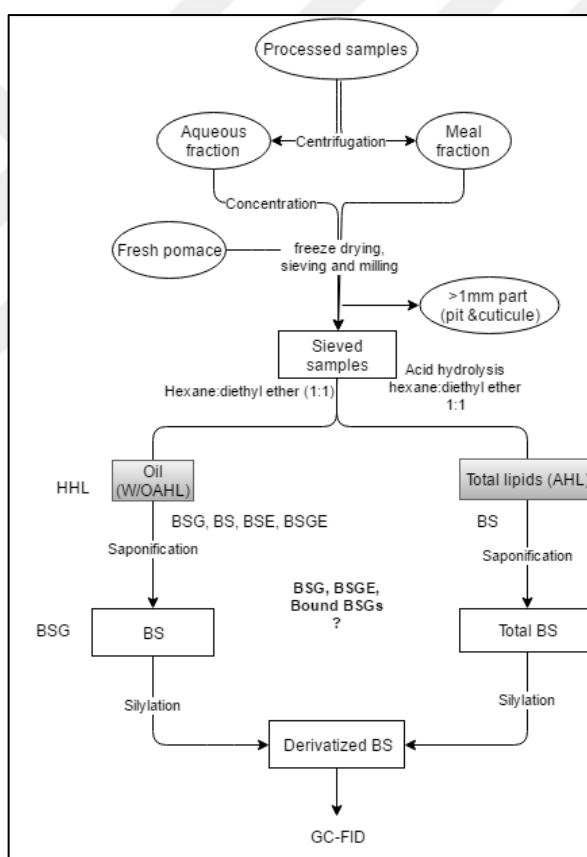 Processed samples
Aqueous
fraction
Centrifugation
Meal
fraction
Concentration
Fresh pomace
freeze drying,
sieving and milling
>1mm part
(pit &cuticule)
Sieved
samples
Hexane:diethyl ether (1:1)
Acid hydrolysis
hexane:diethyl ether
1:1
HHL
Oil
(W/OAHL)
Total lipids (AHL)
BSG, BS, BSE, BSGE
BS
Saponification
Saponification
BSG, BSGE,
Bound BSGs
?
BSG
BS
Total BS
Silylation
Silylation
Derivatized BS
GC-FID